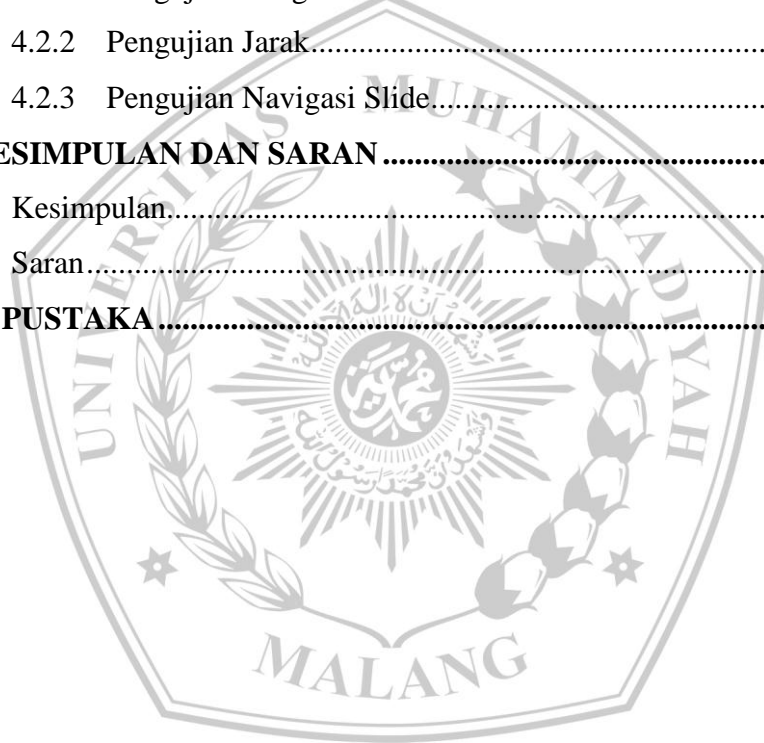 4.2.2 Pengujian Jarak........................................................
4.2.3 Pengujian Navigasi Slide.........................................
ESIMPULAN DAN SARAN................................................
Kesimpulan...........................................................................
Saran.....................................................................................
PUSTAKA.............................................................................
UNIVERSITAS MUHAMMADIYAH
MALANG